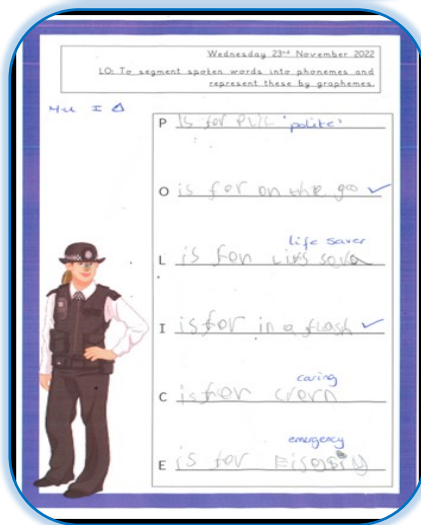 Wednesday 23rd November 2022
LO: To segment spoken words into phonemes and
represent these by graphemes.
I
P is for 'polite'
O is for on the go ✓
life saver
L is for
I is for in a flash ✓
caring
C is for
emergency
E is for